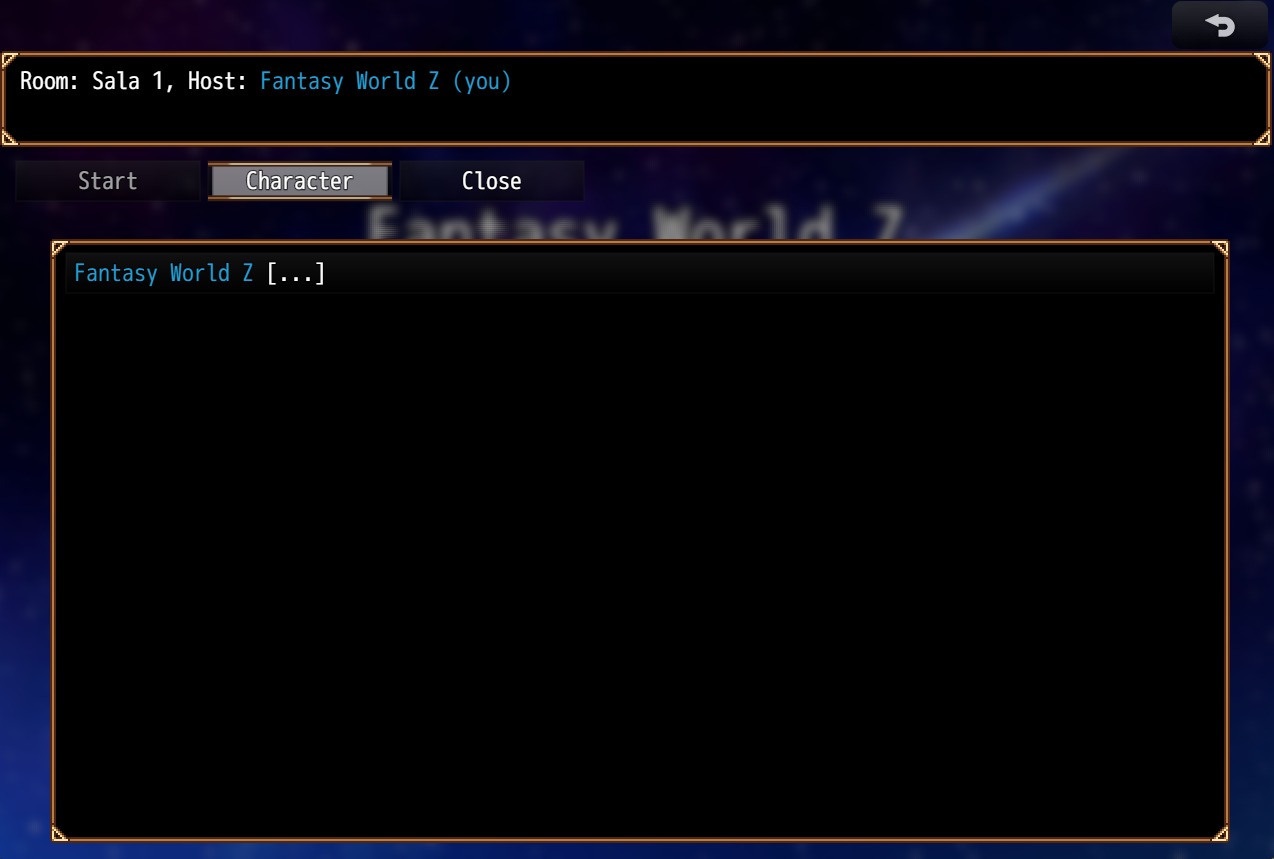 Room: Sala 1, Host: Fantasy World Z (you)
Start Character Close
Fantasy World Z
Fantasy World Z [...]